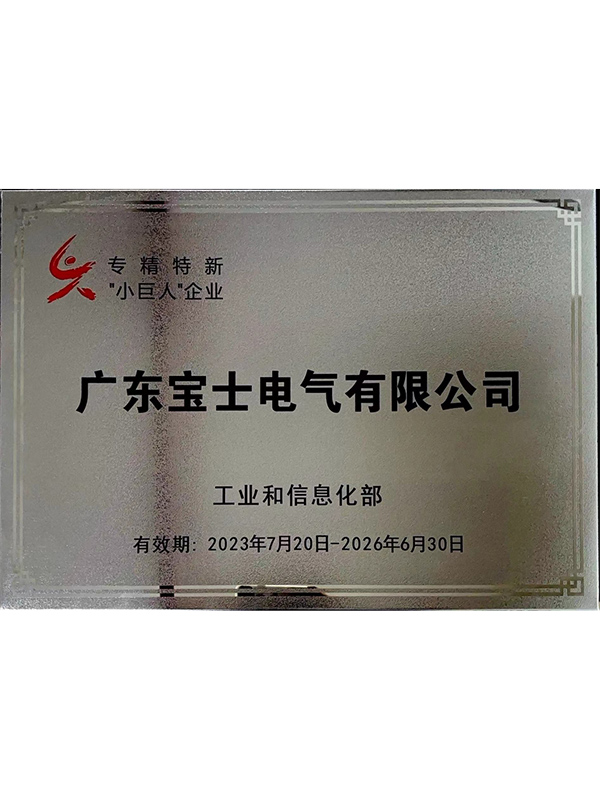 专精特新
"小巨人"企业
广东宝士电气有限公司
工业和信息化部
有效期: 2023年7月20日-2026年6月30日